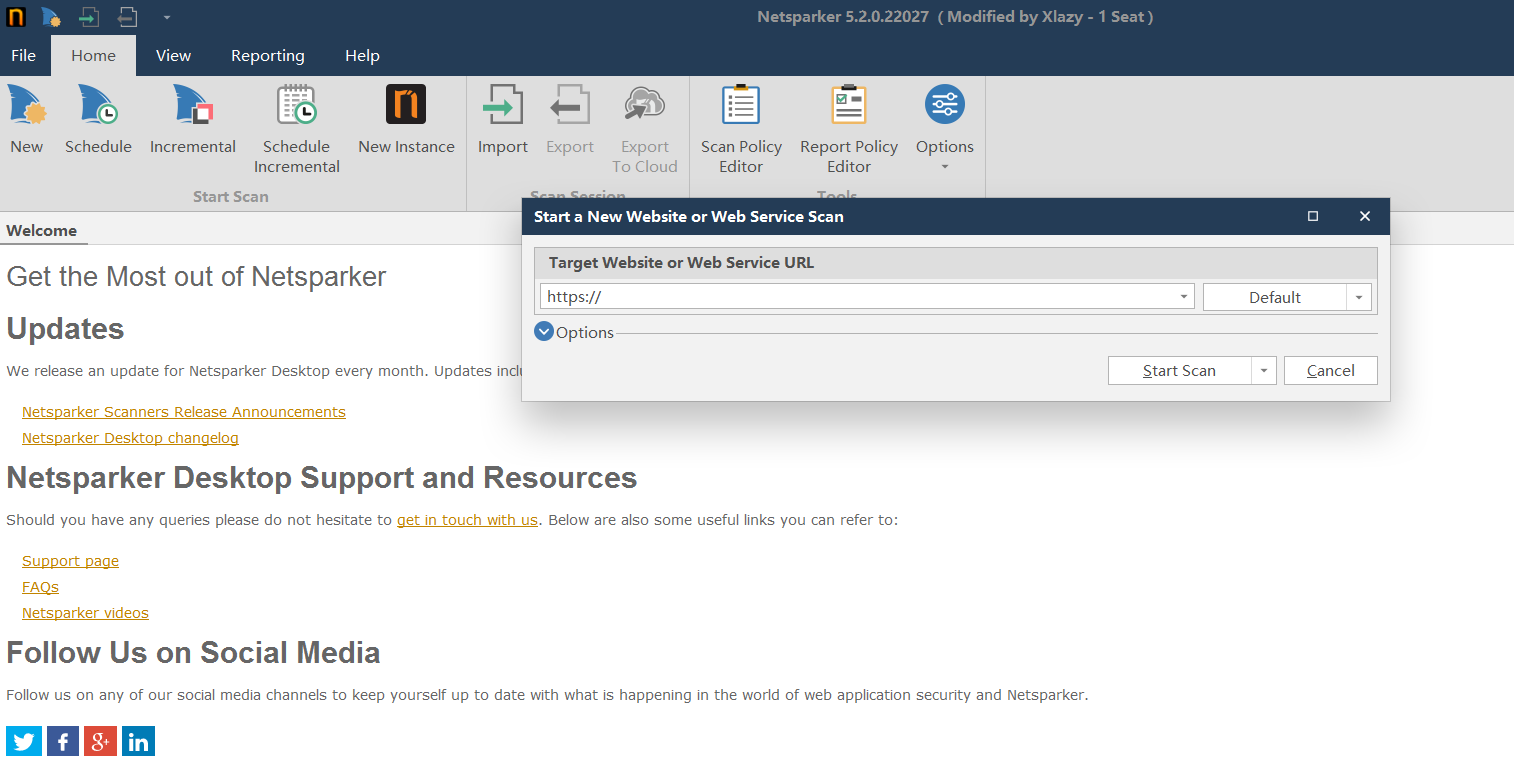 Netsparker 5.2.0.22027 ( Modified by Xlazy - 1 Seat )
File Home View Reporting Help
New Schedule Incremental Schedule Incremental New Instance Import Export Export To Cloud Scan Policy Editor Report Policy Editor Options
Start Scan Scan Session Tools
Start a New Website or Web Service Scan
Target Website or Web Service URL
https:// Default
Options
Start Scan Cancel
Welcome
Get the Most out of Netsparker
Updates
We release an update for Netsparker Desktop every month. Updates
Netsparker Scanners Release Announcements
Netsparker Desktop changelog
Netsparker Desktop Support and Resources
Should you have any queries please do not hesitate to get in touch with us. Below are also some useful links you can refer to:
Support page
FAQs
Netsparker videos
Follow Us on Social Media
Follow us on any of our social media channels to keep yourself up to date with what is happening in the world of web application security and Netsparker.